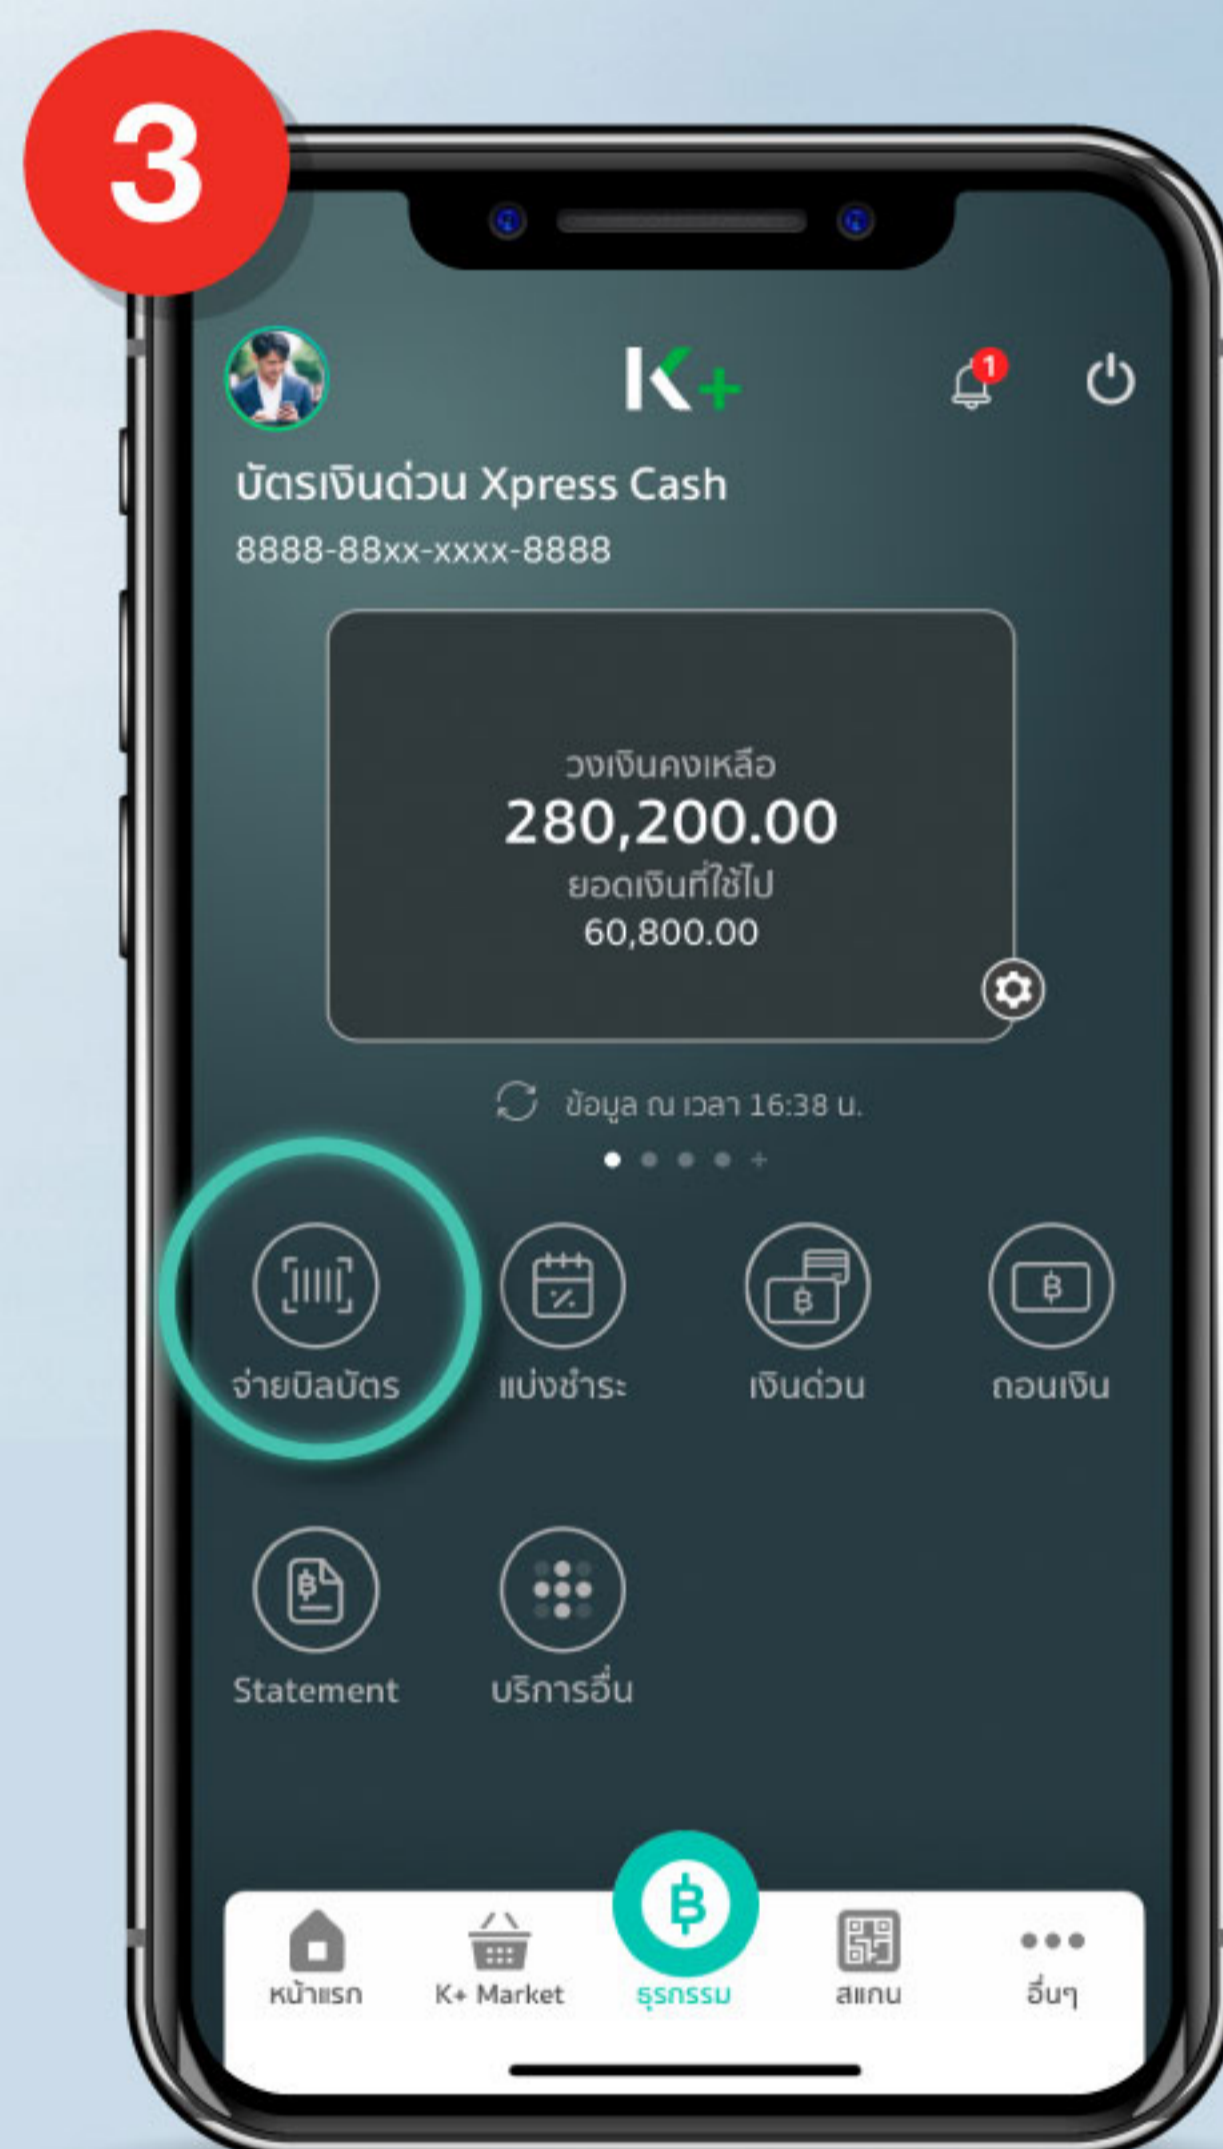 3
K+
1
บัตรเงินด่วน Xpress Cash
8888-88xx-xxxx-8888
วงเงินคงเหลือ
280,200.00
ยอดเงินที่ใช้ไป
60,800.00
ข้อมูล ณ เวลา 16:38 น.
จ่ายบิลบัตร แบ่งชำระ เงินด่วน ถอนเงิน
Statement บริการอื่น
หน้าแรก K+ Market ธุรกรรม สแกน อื่นๆ